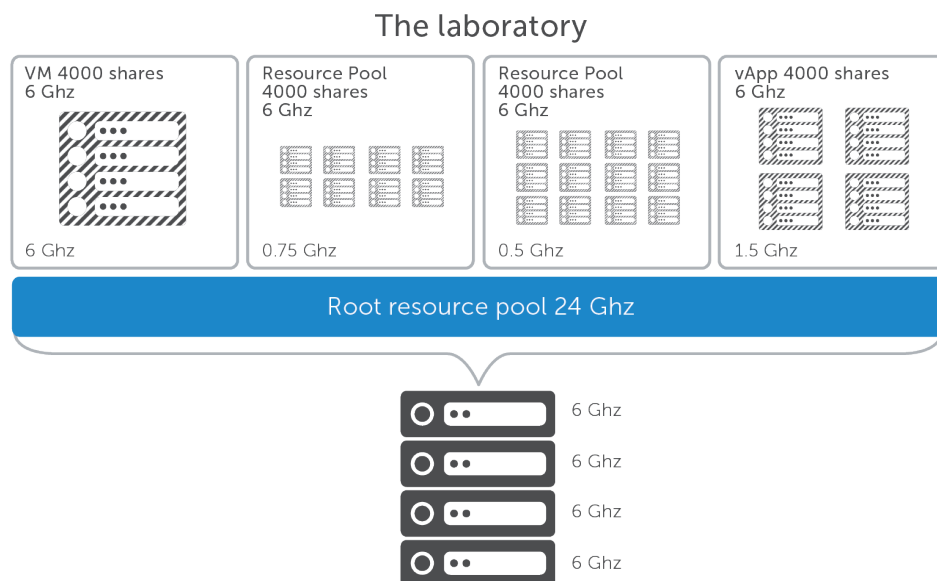 The laboratory
VM 4000 shares
6 Ghz
6 Ghz
Resource Pool
4000 shares
6 Ghz
0.75 Ghz
Resource Pool
4000 shares
6 Ghz
0.5 Ghz
vApp 4000 shares
6 Ghz
1.5 Ghz
Root resource pool 24 Ghz
6 Ghz
6 Ghz
6 Ghz
6 Ghz